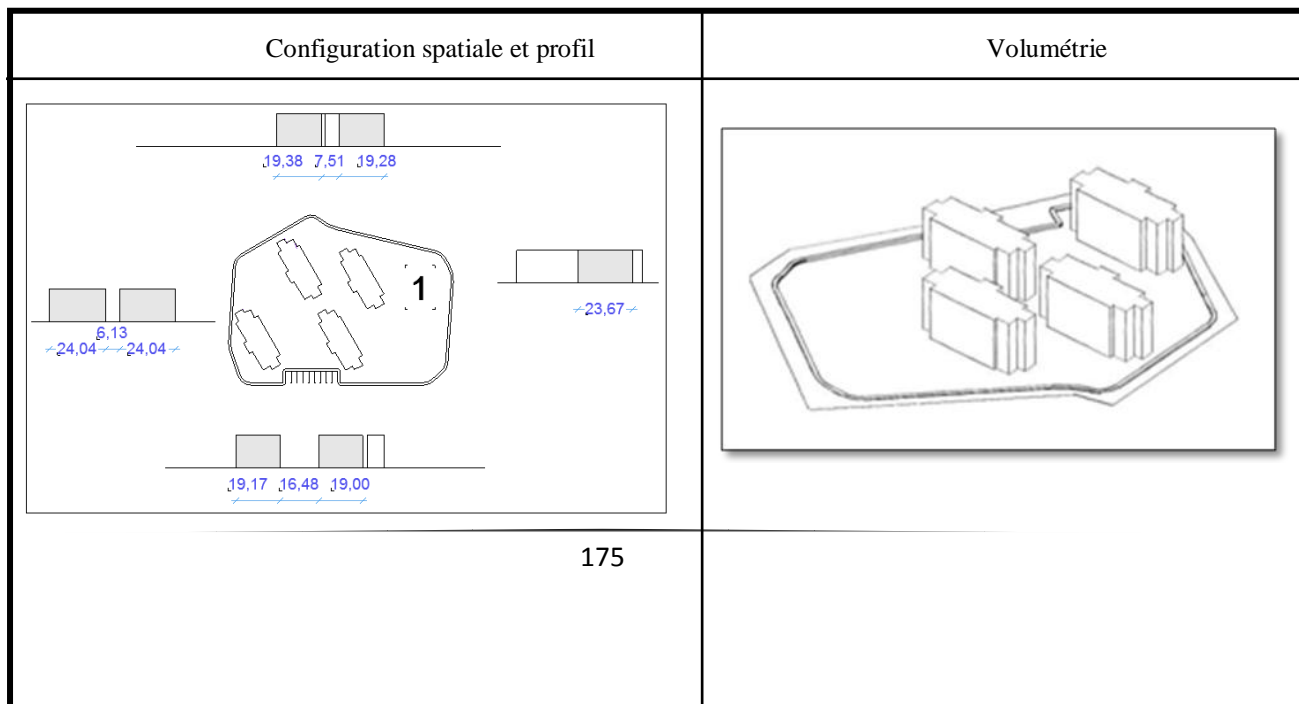 Configuration spatiale et profil
Volumétrie
19,38 7,51 19,28
1
23,67
6,13
24,04 24,04
19,17 16,48 19,00
175